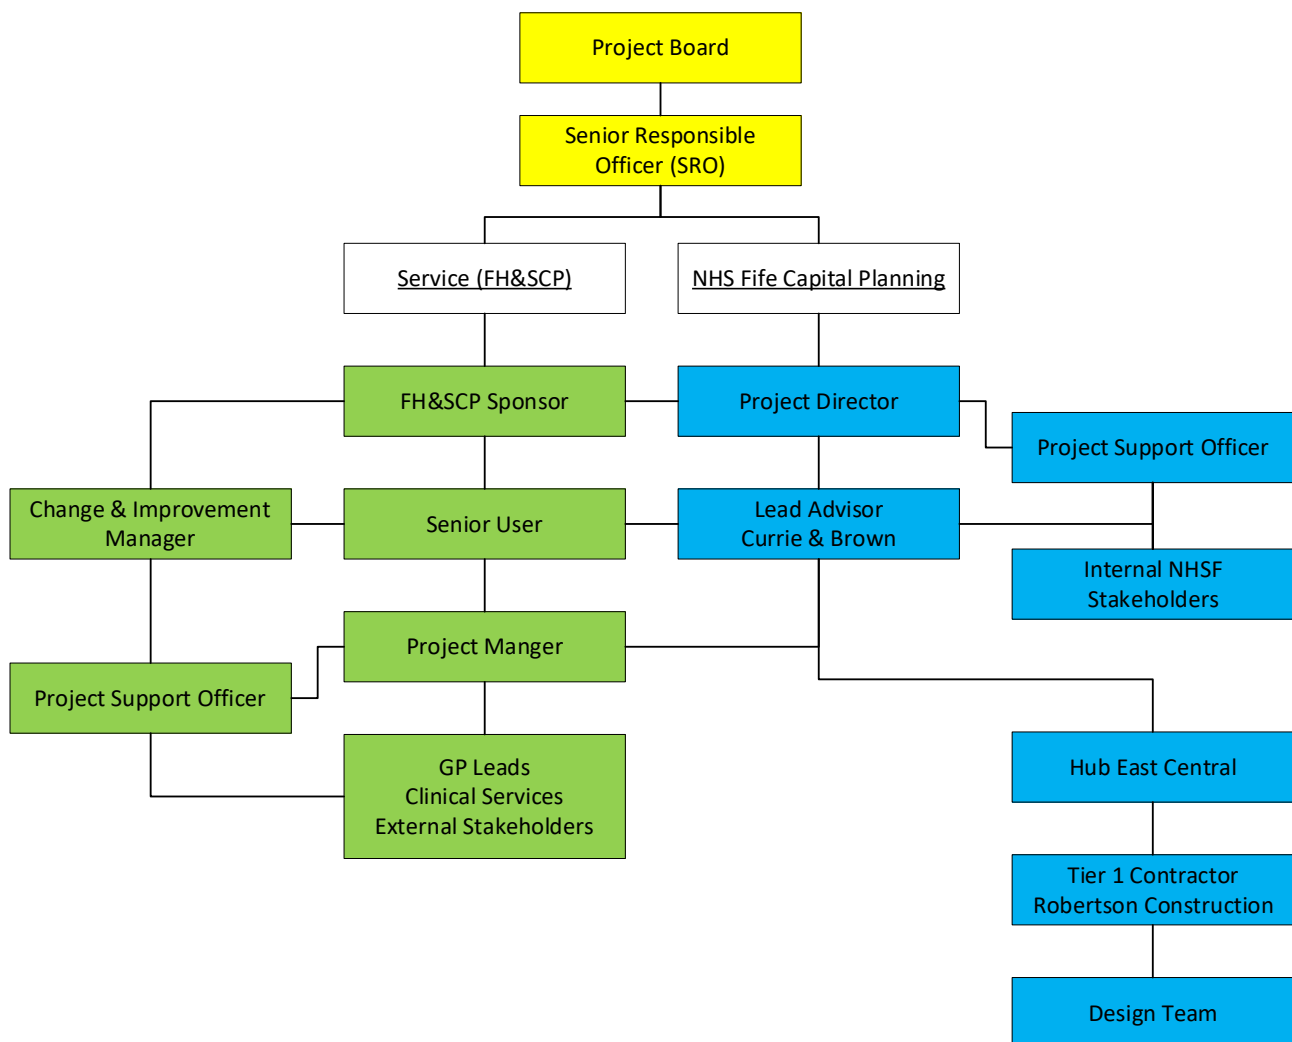 Project Board
Senior Responsible
Officer (SRO)
Service (FH&SCP)
NHS Fife Capital Planning
FH&SCP Sponsor
Project Director
Project Support Officer
Change & Improvement
Manager
Senior User
Lead Advisor
Currie & Brown
Internal NHSF
Stakeholders
Project Manger
Project Support Officer
GP Leads
Clinical Services
External Stakeholders
Hub East Central
Tier 1 Contractor
Robertson Construction
Design Team